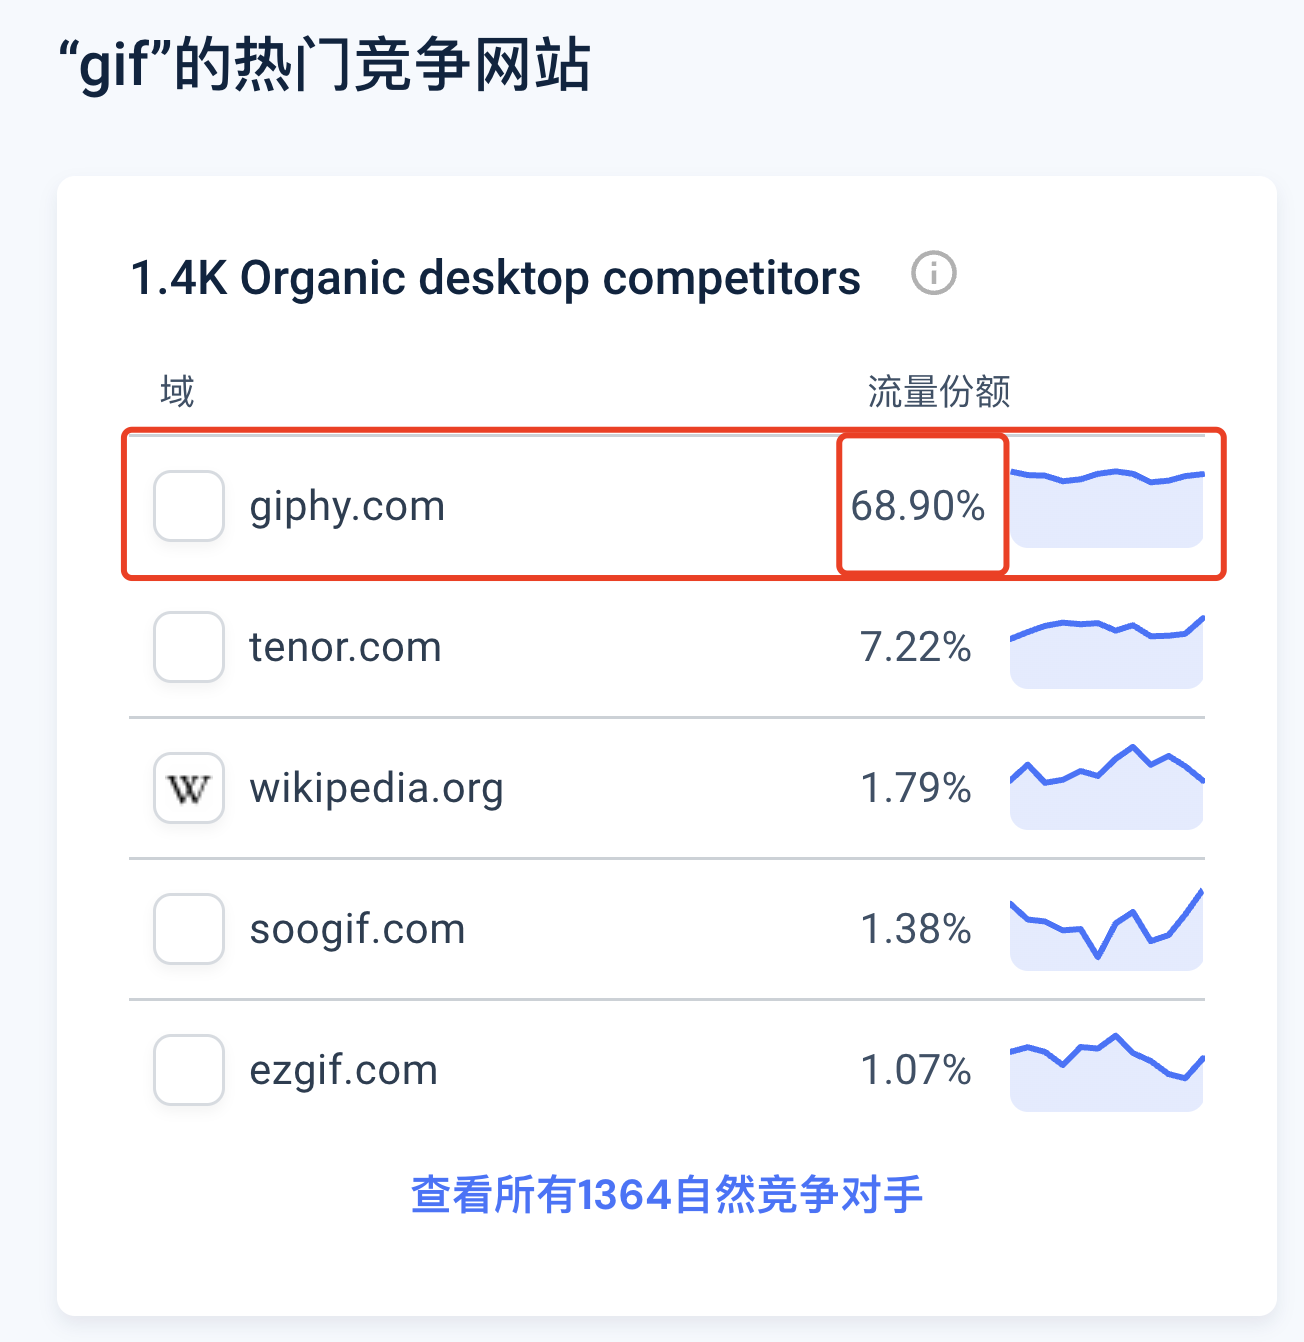 “gif”的热门竞争网站
1.4K Organic desktop competitors
域 流量份额
giphy.com 68.90%
tenor.com 7.22%
W wikipedia.org 1.79%
soogif.com 1.38%
ezgif.com 1.07%
查看所有1364自然竞争对手